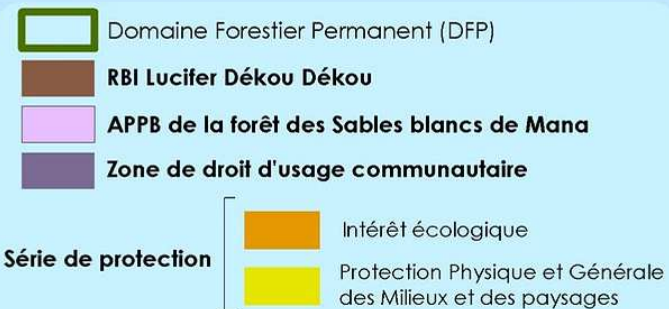 Domaine Forestier Permanent (DFP)
RBI Lucifer Dékou Dékou
APPB de la forêt des Sables blancs de Mana
Zone de droit d'usage communautaire
Série de protection
Intérêt écologique
Protection Physique et Générale
des Milieux et des paysages